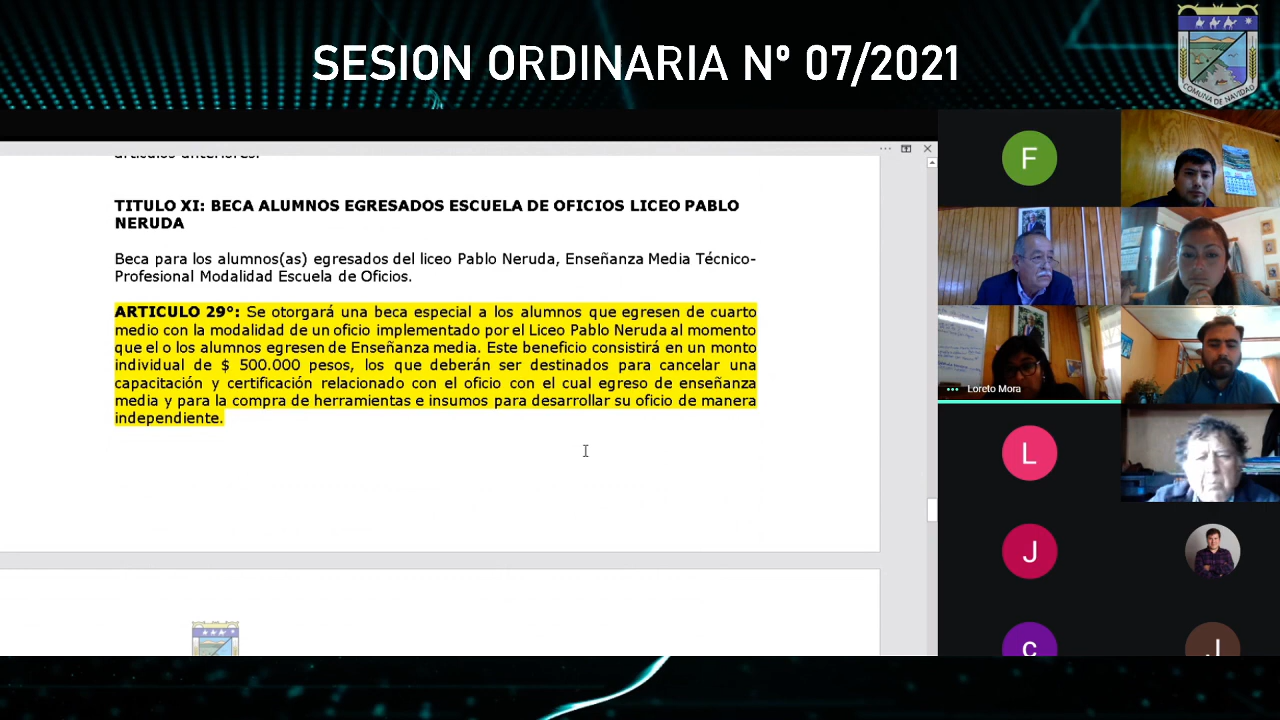 SESION ORDINARIA Nº 07/2021
COMUNA DE NAVIDAD
artículos anteriores.
TITULO XI: BECA ALUMNOS EGRESADOS ESCUELA DE OFICIOS LICEO PABLO
NERUDA
Beca para los alumnos(as) egresados del liceo Pablo Neruda, Enseñanza Media Técnico-
Profesional Modalidad Escuela de Oficios.
ARTICULO 29°: Se otorgará una beca especial a los alumnos que egresen de cuarto
medio con la modalidad de un oficio implementado por el Liceo Pablo Neruda al momento
que el o los alumnos egresen de Enseñanza media. Este beneficio consistirá en un monto
individual de $ 500.000 pesos, los que deberán ser destinados para cancelar una
capacitación y certificación relacionado con el oficio con el cual egreso de enseñanza
media y para la compra de herramientas e insumos para desarrollar su oficio de manera
independiente.
F
Loreto Mora
L
J
C
J